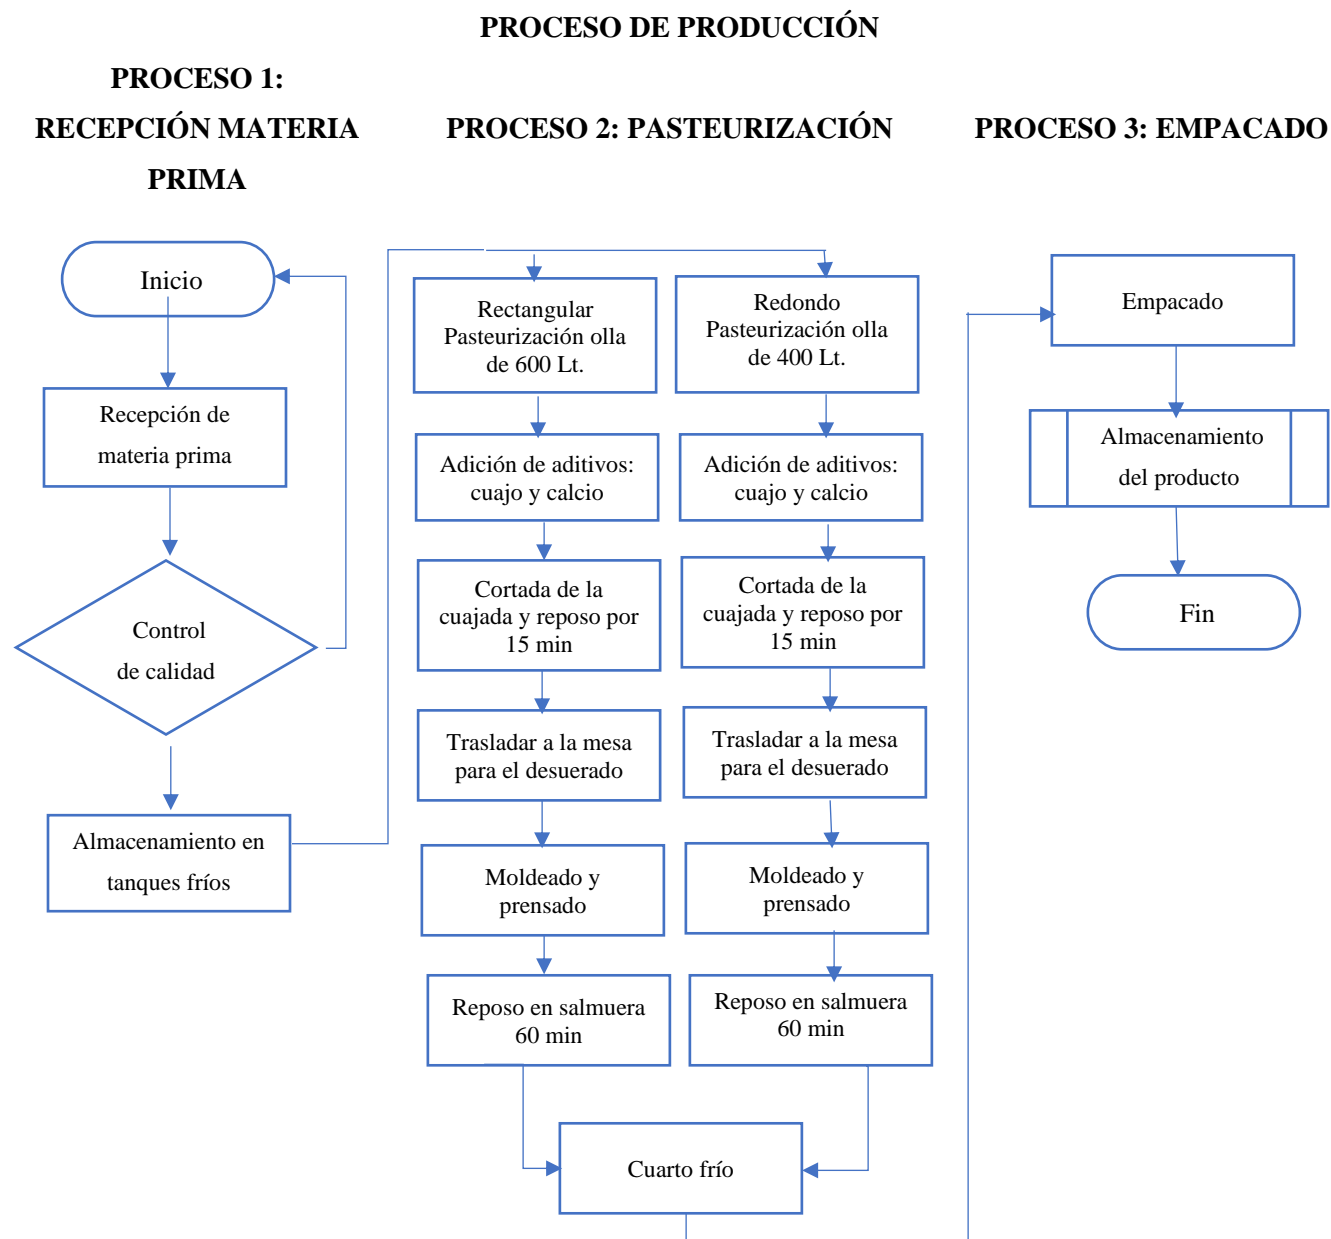 PROCESO DE PRODUCCIÓN
PROCESO 1:
RECEPCIÓN MATERIA
PRIMA
Inicio
Recepción de
materia prima
Control
de calidad
Almacenamiento en
tanques fríos
PROCESO 2: PASTEURIZACIÓN
Rectangular
Pasteurización olla
de 600 Lt.
Adición de aditivos:
cuajo y calcio
Cortada de la
cuajada y reposo por
15 min
Trasladar a la mesa
para el desuerado
Moldeado y
prensado
Reposo en salmuera
60 min
Redondo
Pasteurización olla
de 400 Lt.
Adición de aditivos:
cuajo y calcio
Cortada de la
cuajada y reposo por
15 min
Trasladar a la mesa
para el desuerado
Moldeado y
prensado
Reposo en salmuera
60 min
Cuarto frío
PROCESO 3: EMPACADO
Empacado
Almacenamiento
del producto
Fin